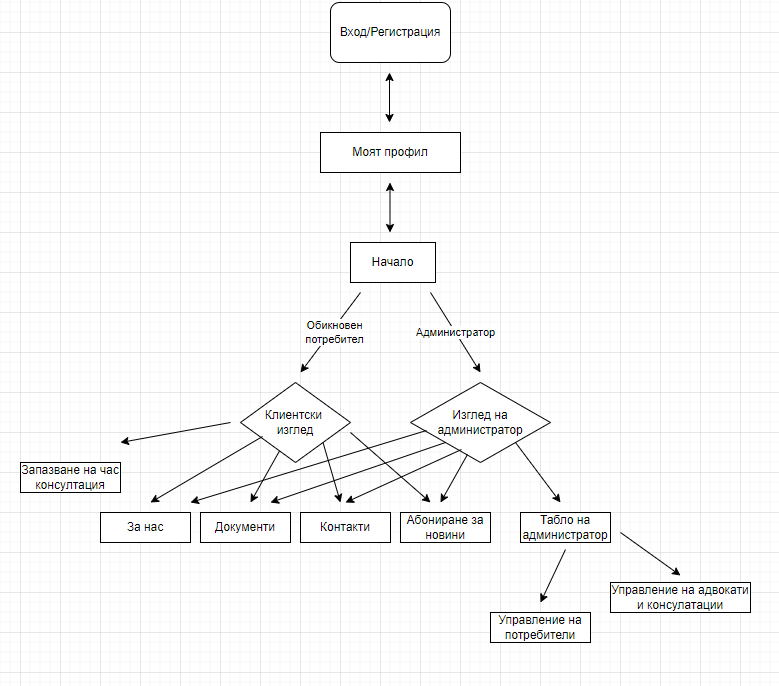 Вход/Регистрация
Моят профил
Начало
Обикновен
потребител
Администратор
Клиентски
изглед
Изглед на
администратор
Запазване на час
консултация
За нас
Документи
Контакти
Абониране за
новини
Табло на
администратор
Управление на адвокати
и консулатации
Управление на
потребители